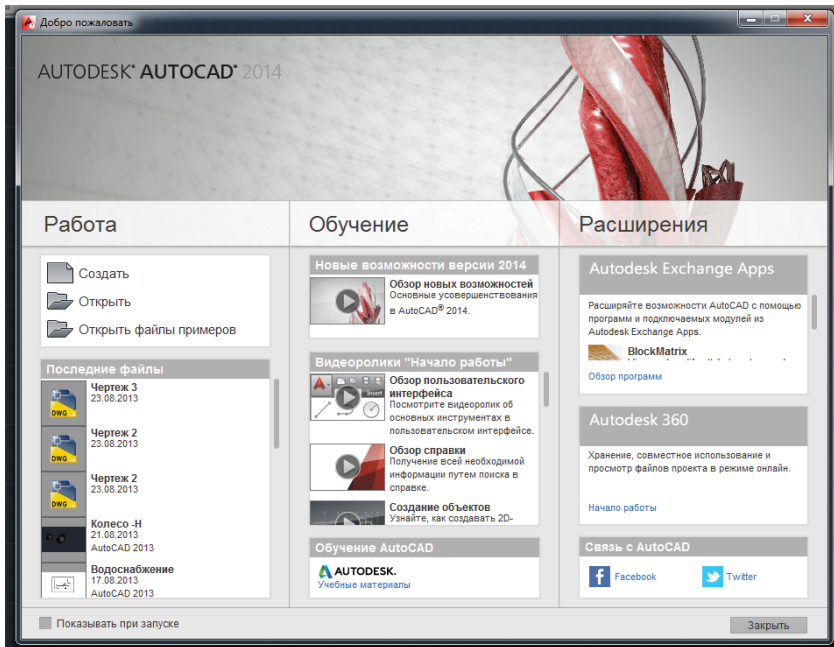 Добро пожаловать
AUTODESK® AUTOCAD® 2014
Работа
Создать
Открыть
Открыть файлы примеров
Последние файлы
Чертеж 3
23.08.2013
DWG
Чертеж 2
23.08.2013
DWG
Чертеж 2
23.08.2013
DWG
Колесо -Н
21.08.2013
AutoCAD 2013
Водоснабжение
17.08.2013
AutoCAD 2013
Показывать при запуске
Обучение
Новые возможности версии 2014
Обзор новых возможностей
Основные усовершенствования
в AutoCAD® 2014.
Видеоролики "Начало работы"
Insert
Обзор пользовательского
интерфейса
Посмотрите видеоролик об
основных инструментах в
пользовательском интерфейсе.
Обзор справки
Получение всей необходимой
информации путем поиска в
справке.
Создание объектов
Узнайте, как создавать 2D-
Обучение AutoCAD
AUTODESK.
Учебные материалы
Расширения
Autodesk Exchange Apps
Расширяйте возможности AutoCAD с помощью
программ и подключаемых модулей из
Autodesk Exchange Apps.
BlockMatrix
Обзор программ
Autodesk 360
Хранение, совместное использование и
просмотр файлов проекта в режиме онлайн.
Начало работы
Связь с AutoCAD
Facebook
Twitter
Закрыть